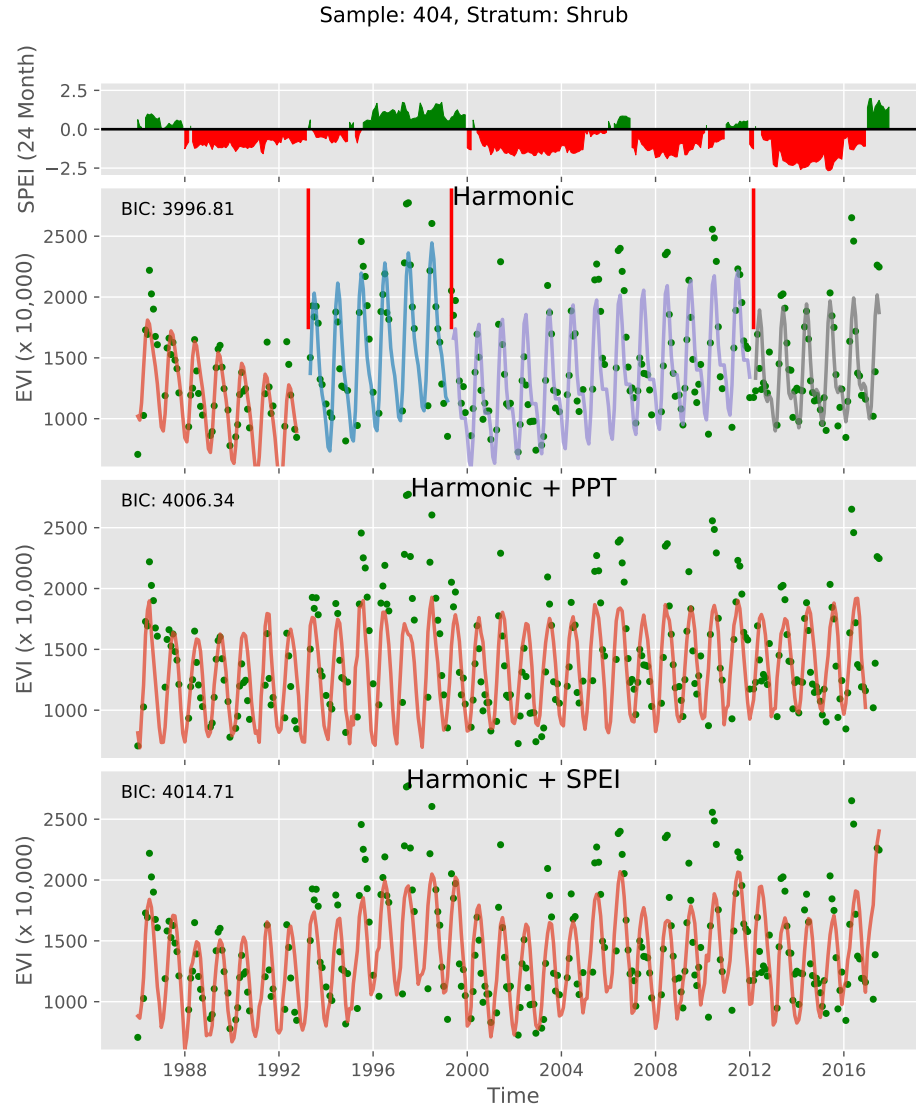 Sample: 404, Stratum: Shrub
SPEI (24 Month)
2.5
0.0
−2.5
Harmonic
BIC: 3996.81
EVI (x 10,000)
2500
2000
1500
1000
Harmonic + PPT
BIC: 4006.34
EVI (x 10,000)
2500
2000
1500
1000
Harmonic + SPEI
BIC: 4014.71
EVI (x 10,000)
2500
2000
1500
1000
1988 1992 1996 2000 2004 2008 2012 2016
Time